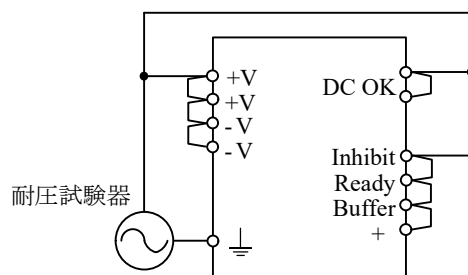 +V
+V
-V
-V
DC OK
Inhibit
Ready
Buffer
+
耐圧試験器